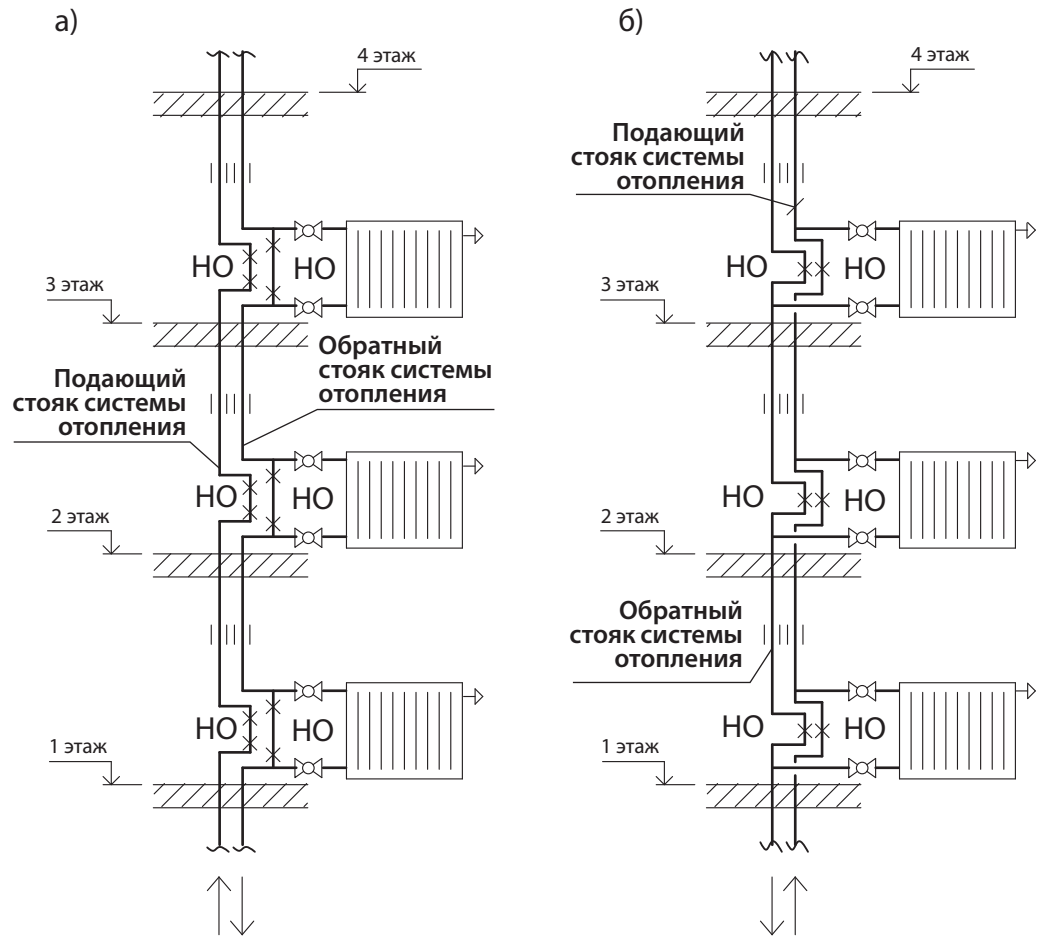 а)
4 этаж
НО
НО
3 этаж
Обратный
стояк системы
отопления
Подающий
стояк системы
отопления
НО
НО
2 этаж
НО
НО
1 этаж
б)
4 этаж
Подающий
стояк системы
отопления
НО
НО
3 этаж
НО
НО
2 этаж
Обратный
стояк системы
отопления
НО
НО
1 этаж